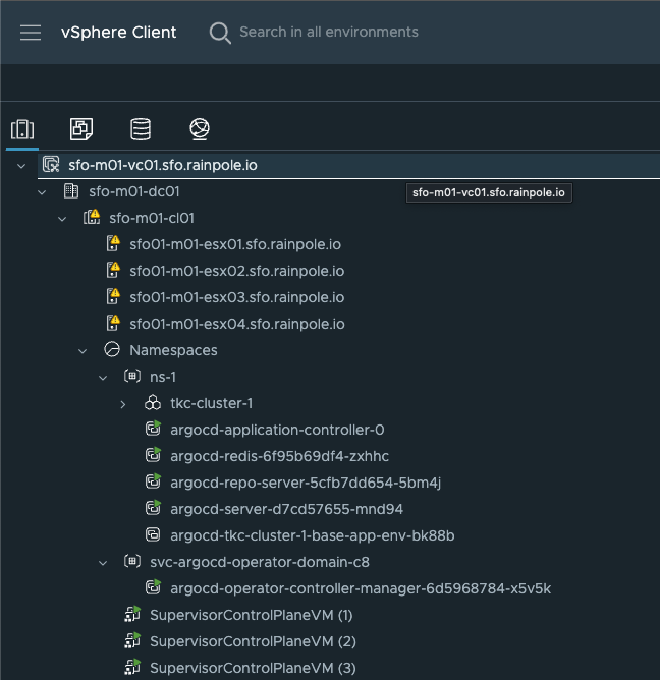 vSphere Client
Search in all environments
sfo-m01-vc01.sfo.rainpole.io
sfo-m01-dc01
sfo-m01-vc01.sfo.rainpole.io
sfo-m01-cl01
sfo01-m01-esx01.sfo.rainpole.io
sfo01-m01-esx02.sfo.rainpole.io
sfo01-m01-esx03.sfo.rainpole.io
sfo01-m01-esx04.sfo.rainpole.io
Namespaces
ns-1
tkc-cluster-1
argocd-application-controller-0
argocd-redis-6f95b69df4-zxhhc
argocd-repo-server-5cfb7dd654-5bm4j
argocd-server-d7cd57655-mnd94
argocd-tkc-cluster-1-base-app-env-bk88b
svc-argocd-operator-domain-c8
argocd-operator-controller-manager-6d5968784-x5v5k
SupervisorControlPlaneVM (1)
SupervisorControlPlaneVM (2)
SupervisorControlPlaneVM (3)